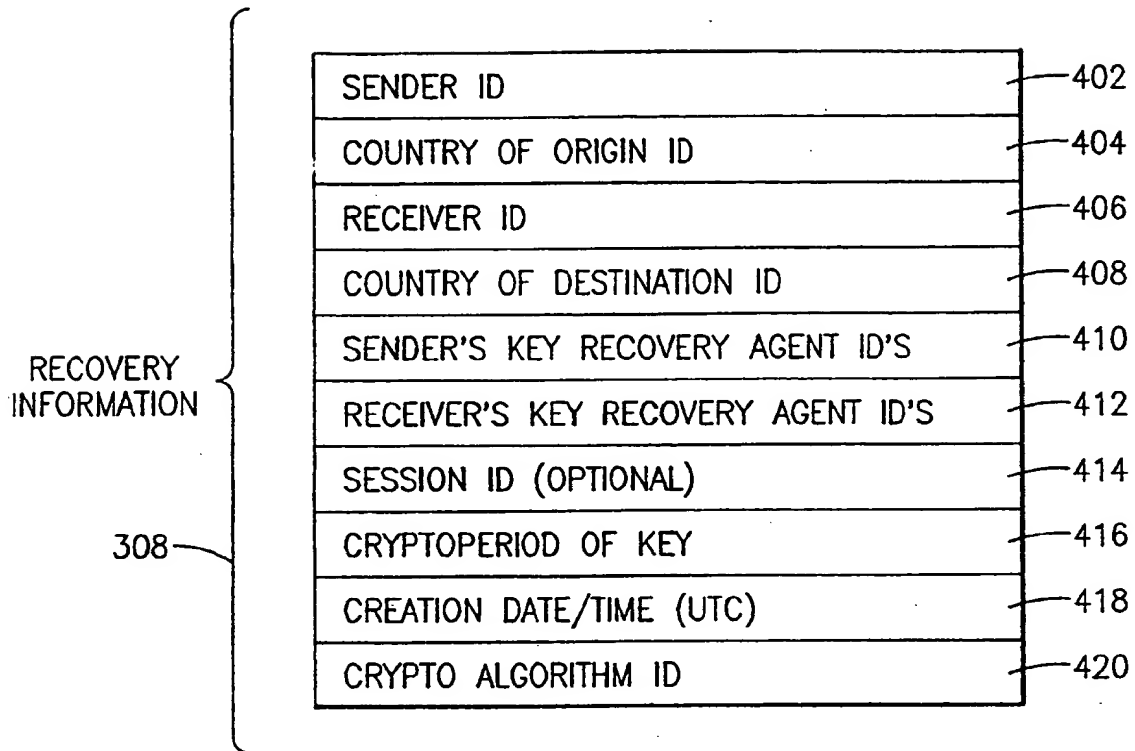 SENDER ID 402
COUNTRY OF ORIGIN ID 404
RECEIVER ID 406
COUNTRY OF DESTINATION ID 408
SENDER'S KEY RECOVERY AGENT ID'S 410
RECOVERY
INFORMATION
RECEIVER'S KEY RECOVERY AGENT ID'S 412
SESSION ID (OPTIONAL) 414
308
CRYPTOPERIOD OF KEY 416
CREATION DATE/TIME (UTC) 418
CRYPTO ALGORITHM ID 420